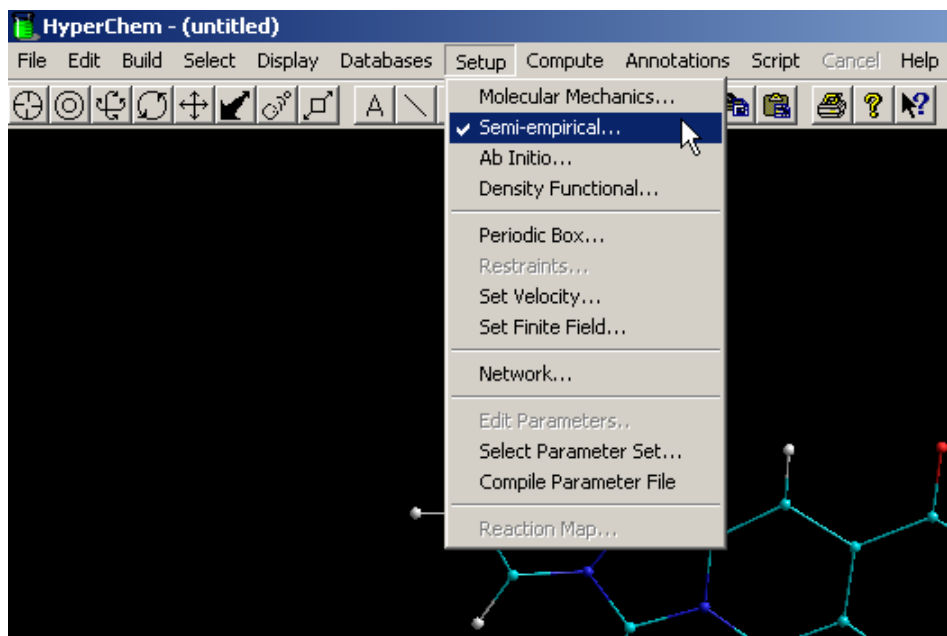 HyperChem - (untitled)
File Edit Build Select Display Databases Setup Compute Annotations Script Cancel Help
A
Molecular Mechanics...
Semi-empirical...
Ab Initio...
Density Functional...
Periodic Box...
Restraints...
Set Velocity...
Set Finite Field...
Network...
Edit Parameters..
Select Parameter Set...
Compile Parameter File
Reaction Map...